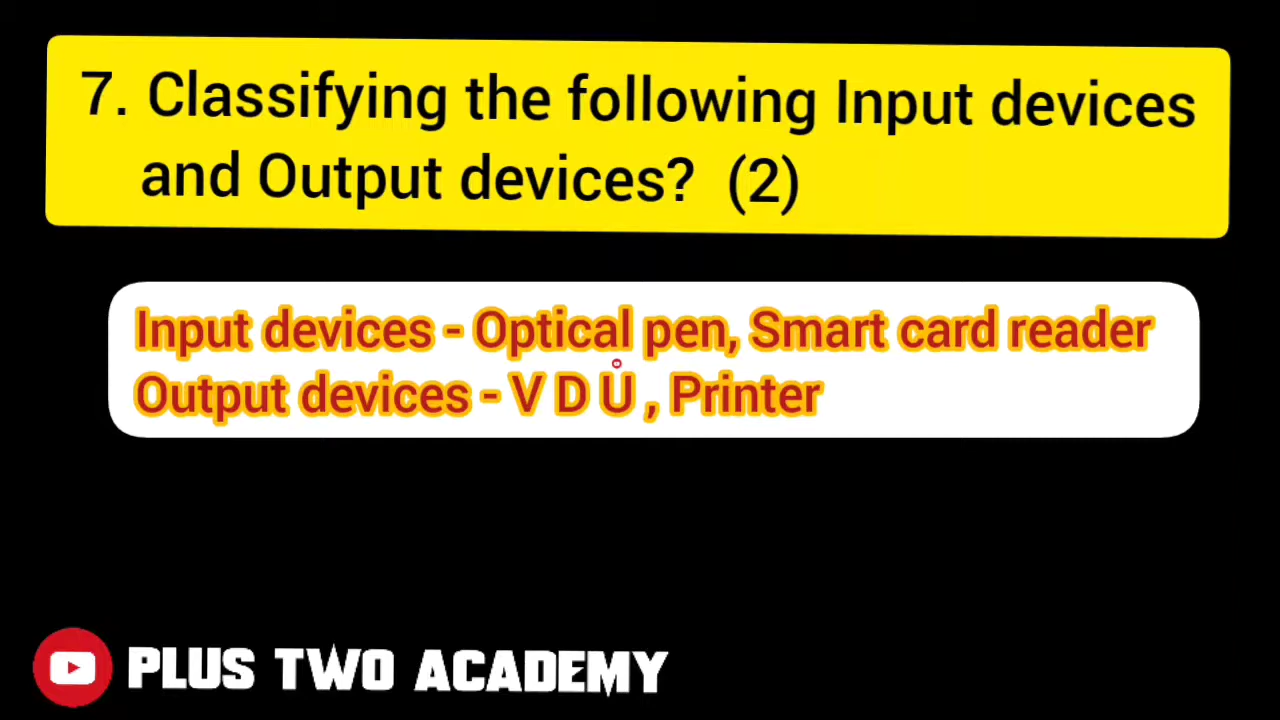 7. Classifying the following Input devices
and Output devices? (2)
Input devices - Optical pen, Smart card reader
Output devices - V D U , Printer
PLUS TWO ACADEMY